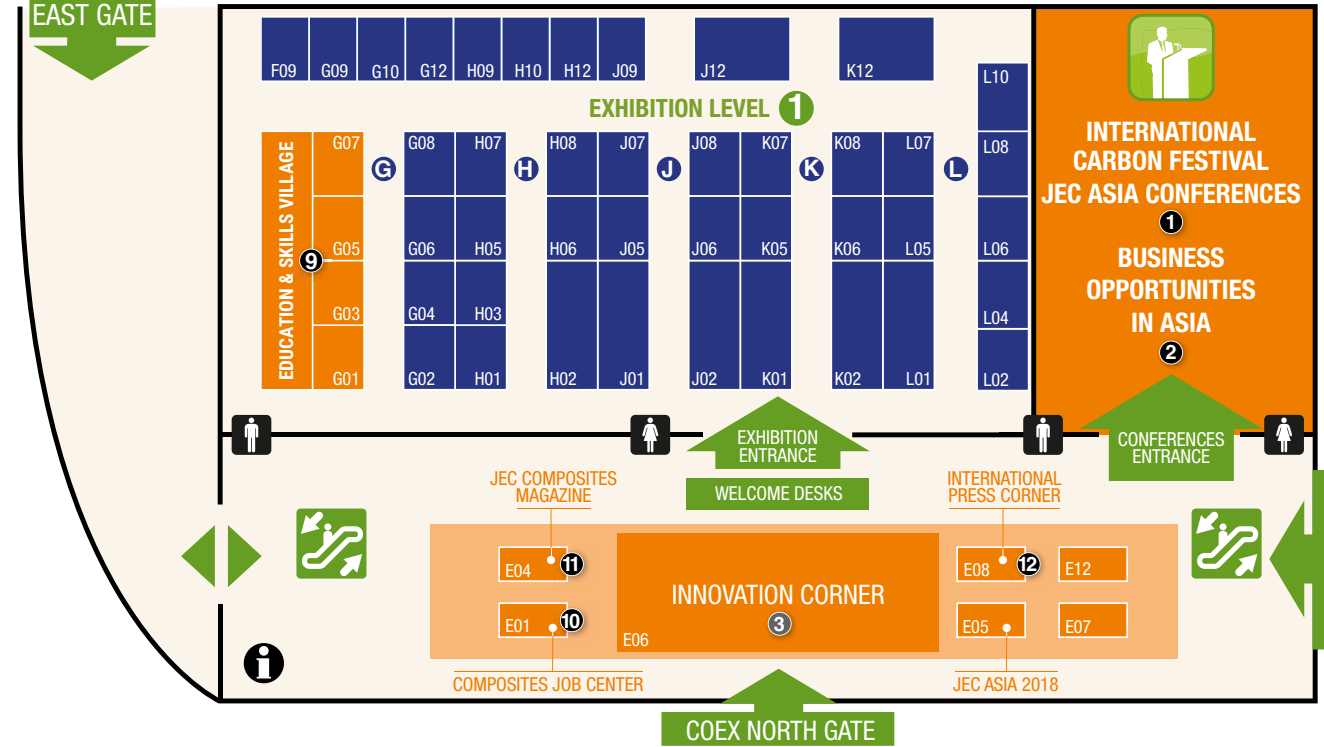 EAST GATE
F09 G09 G10 G12 H09 H10 H12 J09 J12 K12 L10
EXHIBITION LEVEL 1
INTERNATIONAL
CARBON FESTIVAL
JEC ASIA CONFERENCES
1
BUSINESS
OPPORTUNITIES
IN ASIA
2
EDUCATION & SKILLS VILLAGE
9
G07 G G08 H07 H H08 J07 J J08 K07 K K08 L07 L L08
G05 G06 H05 H06 J05 J06 K05 K06 L05 L06
G03 G04 H03 L04
G01 G02 H01 H02 J01 J02 K01 K02 L01 L02
EXHIBITION
ENTRANCE
CONFERENCES
ENTRANCE
WELCOME DESKS
JEC COMPOSITES
MAGAZINE
INTERNATIONAL
PRESS CORNER
E04 11
E08 12
E12
INNOVATION CORNER
3
E06
E01 10
E05
E07
COMPOSITES JOB CENTER
JEC ASIA 2018
i
COEX NORTH GATE